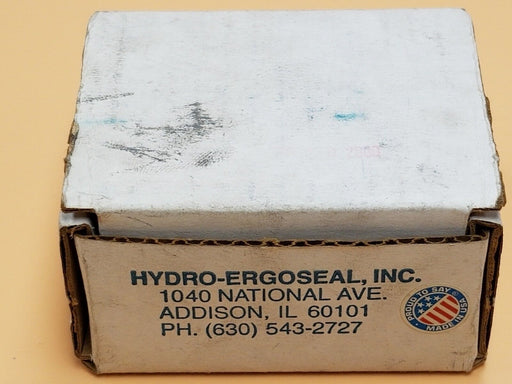 HYDRO-ERGOSEAL, INC.
1040 NATIONAL AVE.
ADDISON, IL 60101
PH. (630) 543-2727
PROUD TO SAY ®
MADE IN USA